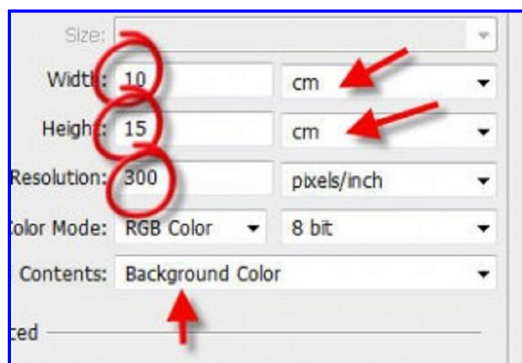 Size:
Width: 10 cm
Height: 15 cm
Resolution: 300 pixels/inch
Color Mode: RGB Color 8 bit
Contents: Background Color
ced